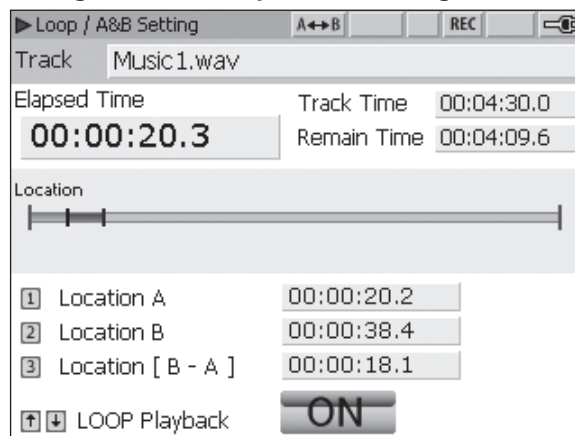 ▶Loop / A&B Setting A↔B REC
Track Music1.wav
Elapsed Time
00:00:20.3
Track Time 00:04:30.0
Remain Time 00:04:09.6
Location
1 Location A 00:00:20.2
2 Location B 00:00:38.4
3 Location [ B - A ] 00:00:18.1
↑↓ LOOP Playback ON